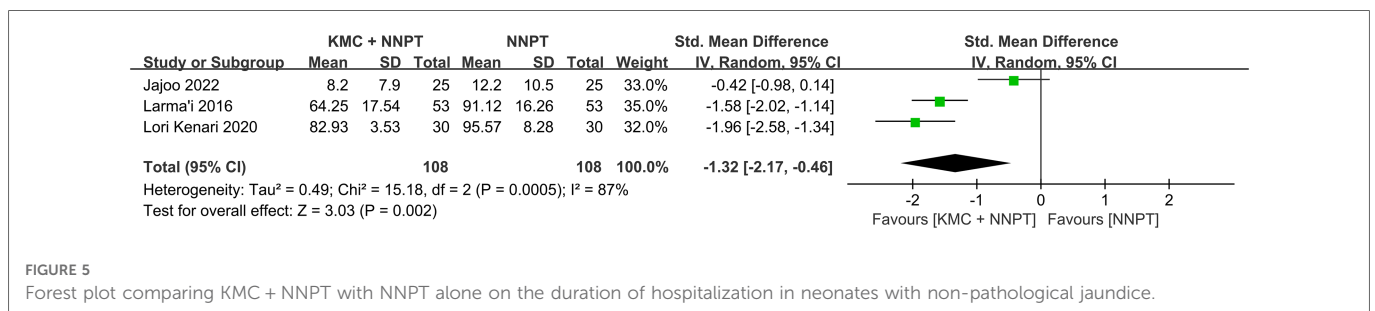 KMC + NNPT NNPT Std. Mean Difference Std. Mean Difference
Study or Subgroup Mean SD Total Mean SD Total Weight IV, Random, 95% CI IV, Random, 95% CI
Jajoo 2022 8.2 7.9 25 12.2 10.5 25 33.0% -0.42 [-0.98, 0.14]
Larma'i 2016 64.25 17.54 53 91.12 16.26 53 35.0% -1.58 [-2.02, -1.14]
Lori Kenari 2020 82.93 3.53 30 95.57 8.28 30 32.0% -1.96 [-2.58, -1.34]
Total (95% CI) 108 108 100.0% -1.32 [-2.17, -0.46]
Heterogeneity: Tau² = 0.49; Chi² = 15.18, df = 2 (P = 0.0005); I² = 87%
Test for overall effect: Z = 3.03 (P = 0.002)
-2 -1 0 1 2
Favours [KMC + NNPT] Favours [NNPT]
FIGURE 5
Forest plot comparing KMC + NNPT with NNPT alone on the duration of hospitalization in neonates with non-pathological jaundice.